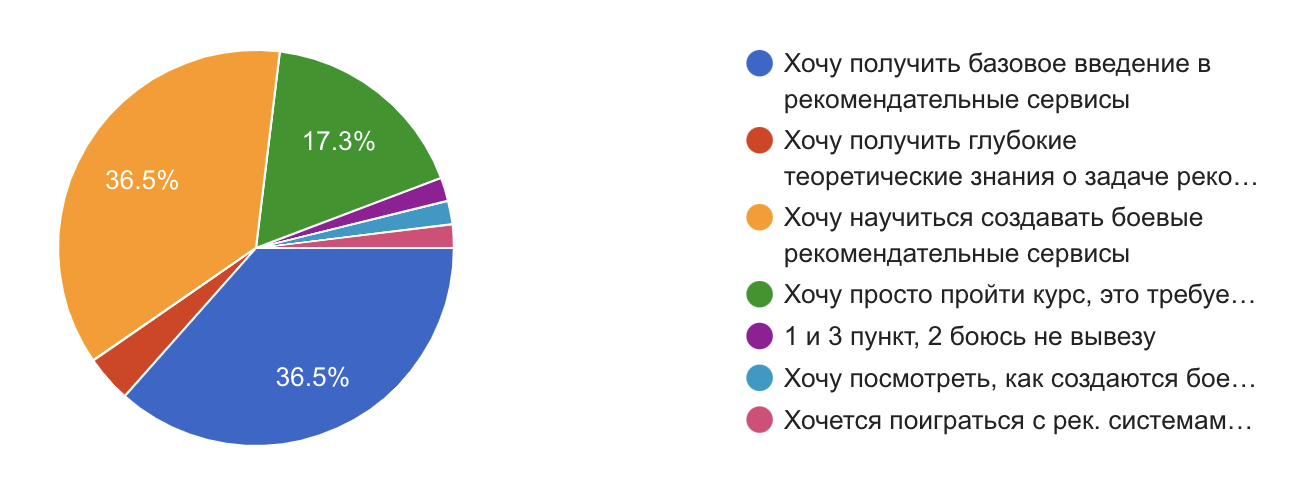 17.3%
36.5%
36.5%
Хочу получить базовое введение в
рекомендательные сервисы
Хочу получить глубокие
теоретические знания о задаче реко…
Хочу научиться создавать боевые
рекомендательные сервисы
Хочу просто пройти курс, это требуе…
1 и 3 пункт, 2 боюсь не вывезу
Хочу посмотреть, как создаются бое…
Хочется поиграться с рек. системам…